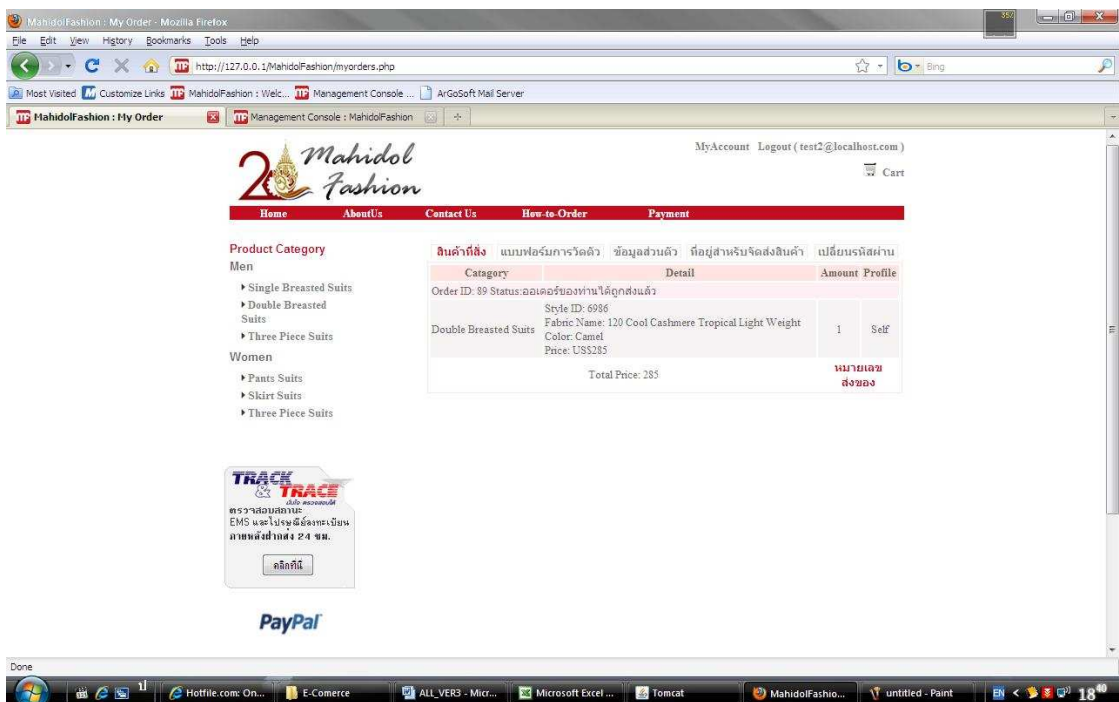 MahidolFashion : My Order - Mozilla Firefox
35%
File Edit View History Bookmarks Tools Help
http://127.0.0.1/MahidolFashion/myorders.php
Bing
Most Visited Customize Links MahidolFashion : Welc... Management Console ... ArGoSoft Mail Server
MahidolFashion : My Order Management Console : MahidolFashion
Mahidol
Fashion
MyAccount Logout ( test2@localhost.com )
Cart
Home AboutUs Contact Us How-to-Order Payment
Product Category
Men
Single Breasted Suits
Double Breasted
Suits
Three Piece Suits
Women
Pants Suits
Skirt Suits
Three Piece Suits
สินค้าที่สั่ง แบบฟอร์มการวัดตัว ข้อมูลส่วนตัว ที่อยู่สำหรับจัดส่งสินค้า เปลี่ยนรหัสผ่าน
Catagory Detail Amount Profile
Order ID: 89 Status:ออเดอร์ของท่านได้ถูกส่งแล้ว
Double Breasted Suits
Style ID: 6986
Fabric Name: 120 Cool Cashmere Tropical Light Weight
Color: Camel
Price: US$285
1 Self
Total Price: 285
หมายเลข
ส่งของ
TRACK
& TRACE
ตรวจสอบสถานะ
EMS และไปรษณีย์ลงทะเบียน
ภายหลังฝากส่ง 24 ชม.
คลิกที่นี่
PayPal
Done
Hotfile.com: On... E-Comerce ALL_VER3 - Micr... Microsoft Excel ... Tomcat MahidolFashio... untitled - Paint EN 18 40